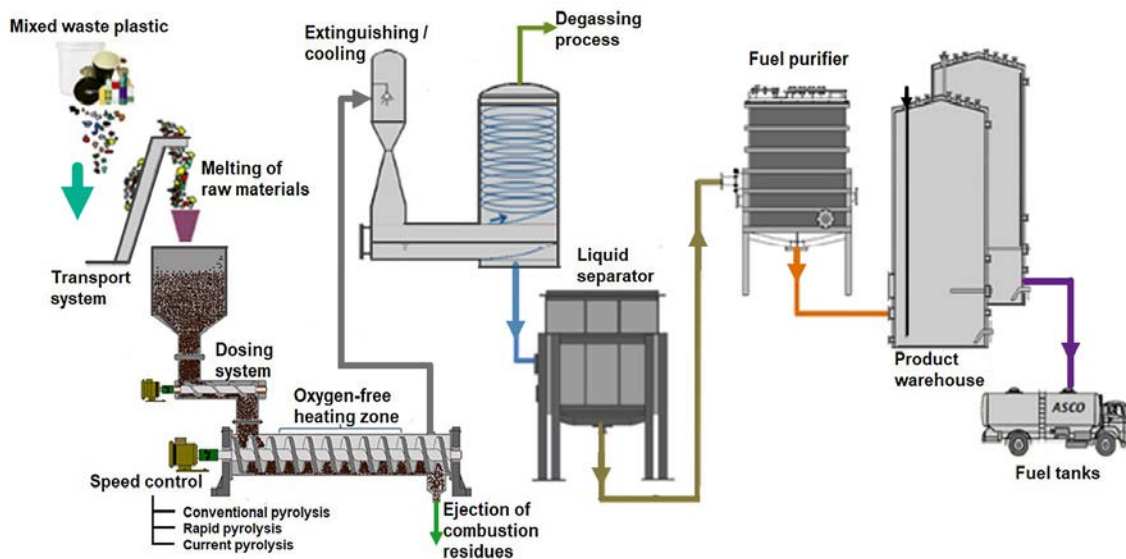 Mixed waste plastic
Extinguishing /
cooling
Degassing
process
Fuel purifier
Melting of
raw materials
Transport
system
Liquid
separator
Dosing
system
Oxygen-free
heating zone
Product
warehouse
ASCO
Fuel tanks
Speed control
Conventional pyrolysis
Rapid pyrolysis
Current pyrolysis
Ejection of
combustion
residues